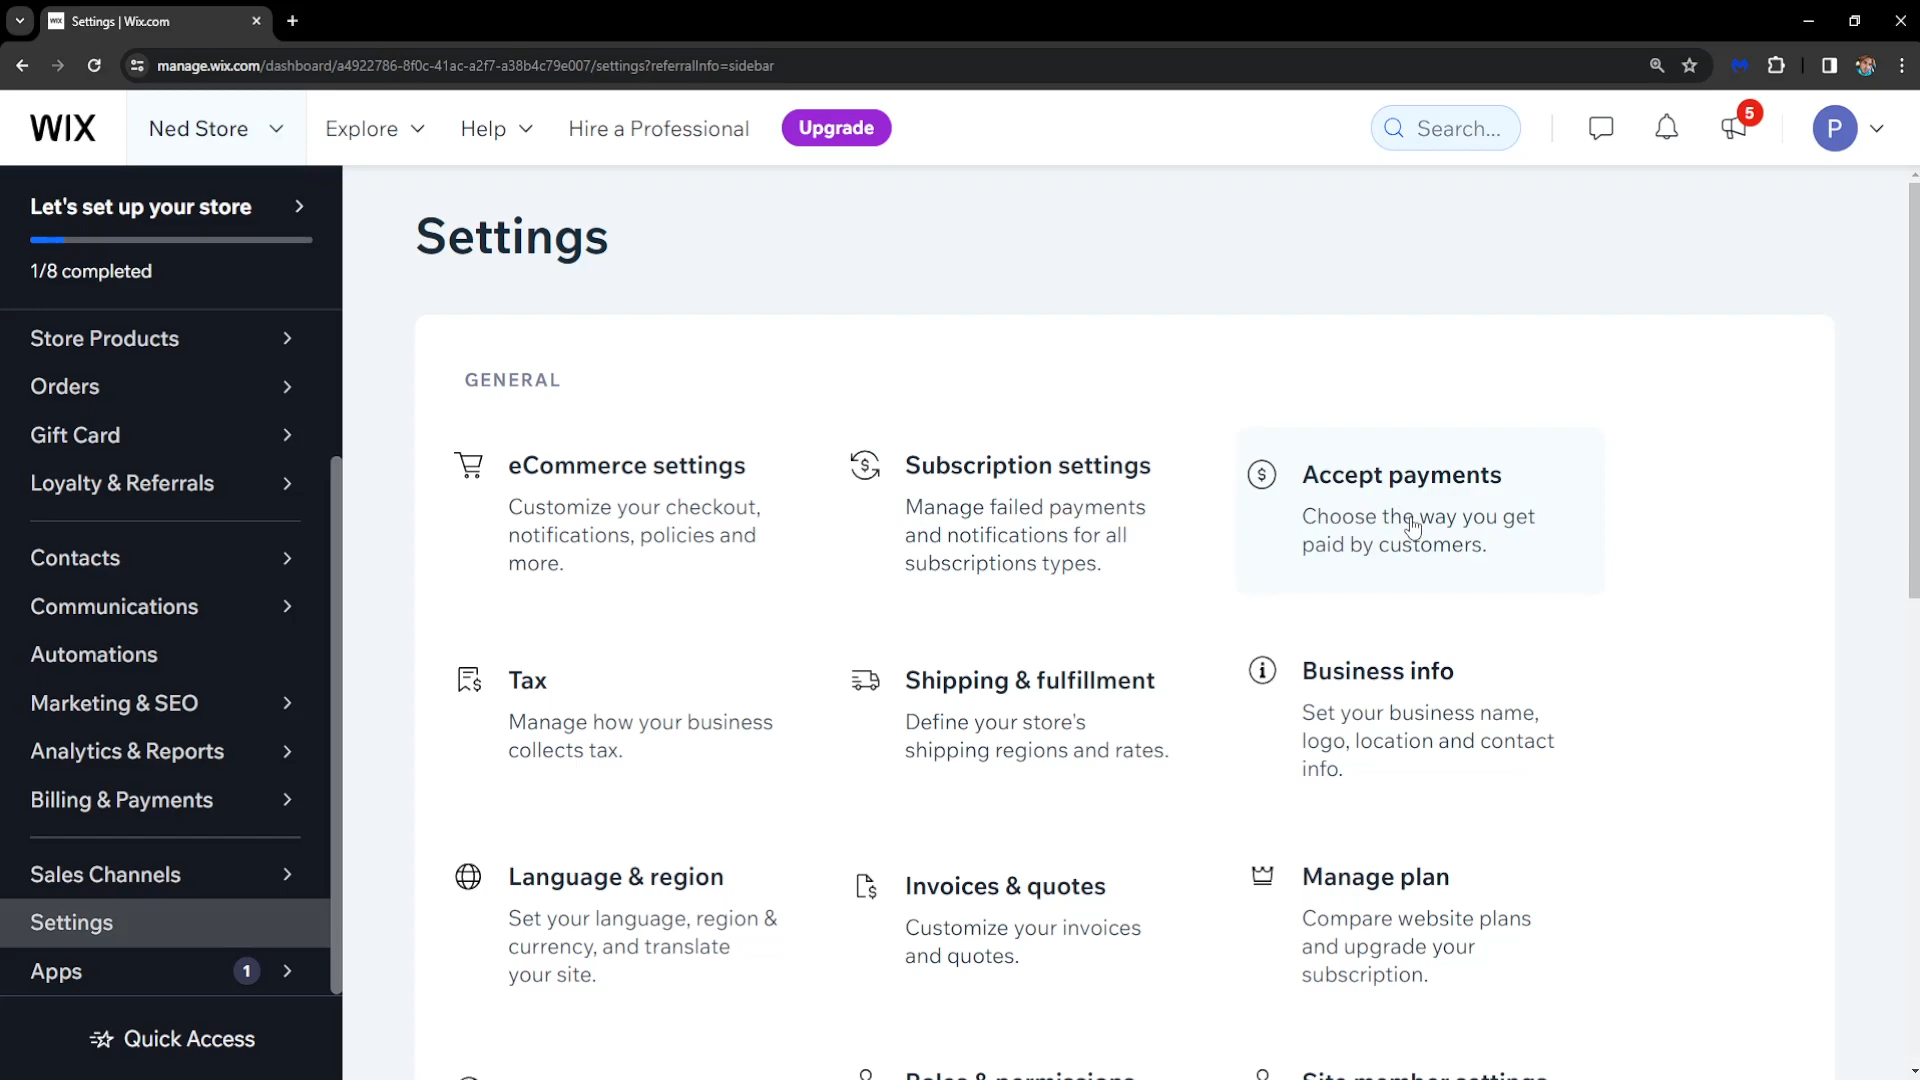 Settings | Wix.com
manage.wix.com/dashboard/a4922786-8f0c-41ac-a2f7-a38b4c79e007/settings?referralInfo=sidebar
WIX
Ned Store
Explore
Help
Hire a Professional
Upgrade
Search...
5
P
Let's set up your store
1/8 completed
Store Products
Orders
Gift Card
Loyalty & Referrals
Contacts
Communications
Automations
Marketing & SEO
Analytics & Reports
Billing & Payments
Sales Channels
Settings
Apps
1
Quick Access
Settings
GENERAL
eCommerce settings
Customize your checkout,
notifications, policies and
more.
Subscription settings
Manage failed payments
and notifications for all
subscriptions types.
Accept payments
Choose the way you get
paid by customers.
Tax
Manage how your business
collects tax.
Shipping & fulfillment
Define your store's
shipping regions and rates.
Business info
Set your business name,
logo, location and contact
info.
Language & region
Set your language, region &
currency, and translate
your site.
Invoices & quotes
Customize your invoices
and quotes.
Manage plan
Compare website plans
and upgrade your
subscription.
Roles & permissions
Site member settings